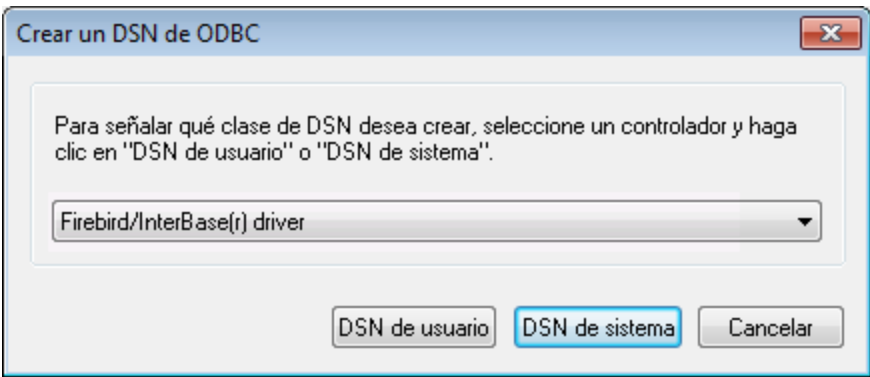 Crear un DSN de ODBC
Para señalar qué clase de DSN desea crear, seleccione un controlador y haga
clic en "DSN de usuario" o "DSN de sistema".
Firebird/InterBase(r) driver
DSN de usuario DSN de sistema Cancelar